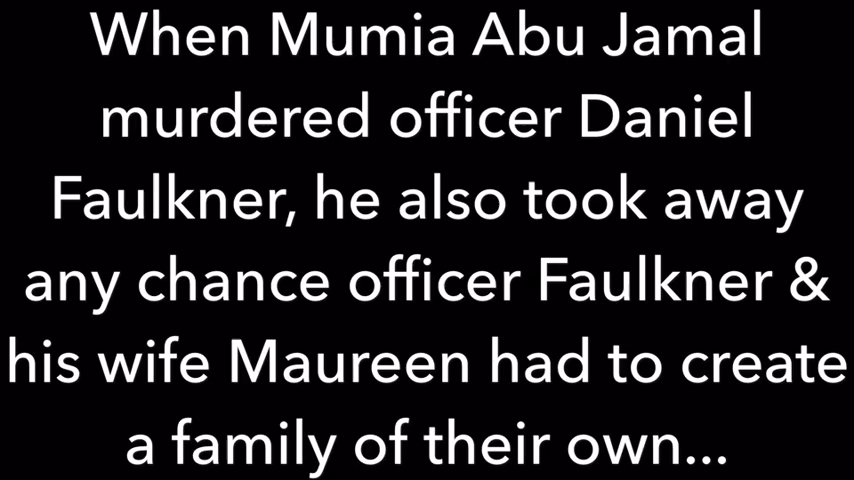 When Mumia Abu Jamal
murdered officer Daniel
Faulkner, he also took away
any chance officer Faulkner &
his wife Maureen had to create
a family of their own...